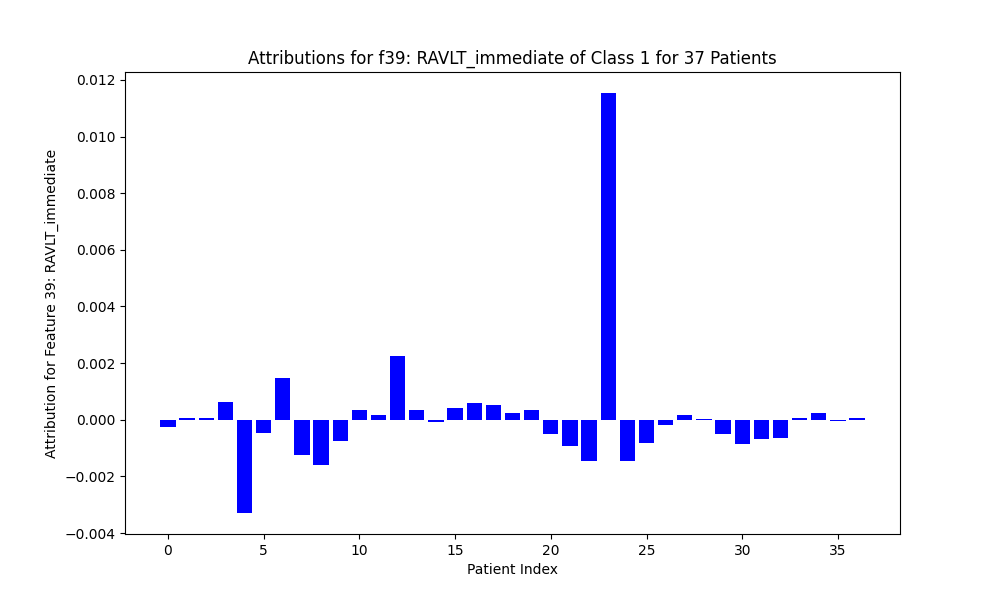 Attributions for f39: RAVLT_immediate of Class 1 for 37 Patients
Attribution for Feature 39: RAVLT_immediate
0.012
0.010
0.008
0.006
0.004
0.002
0.000
−0.002
−0.004
0 5 10 15 20 25 30 35
Patient Index